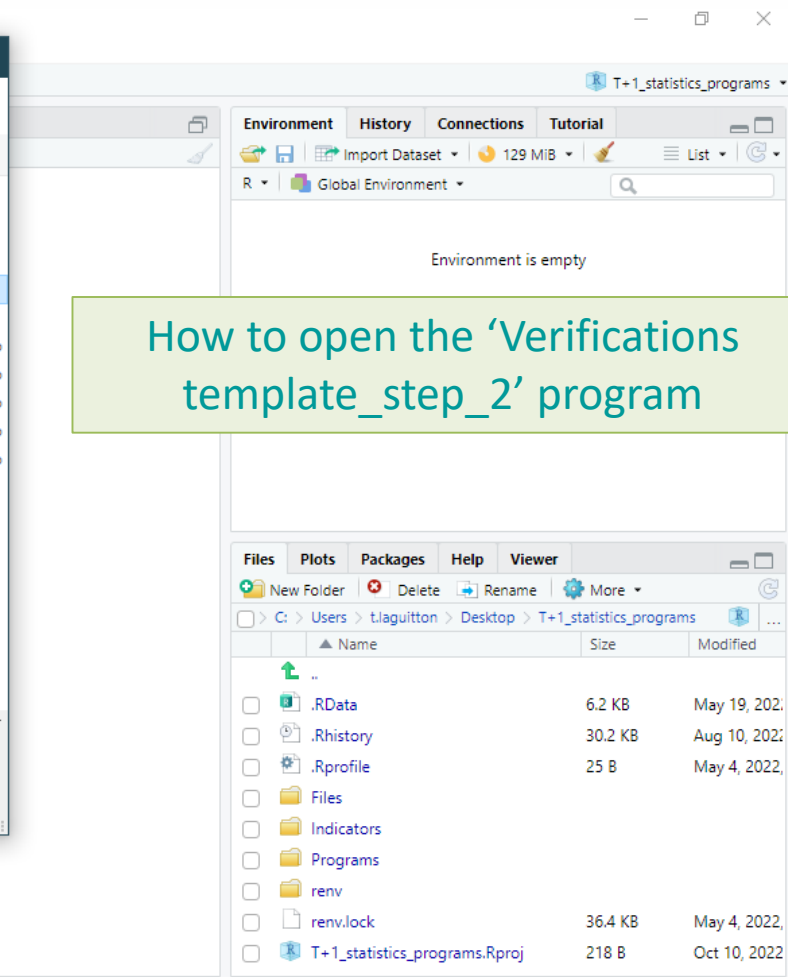 T+1_statistics_programs
Environment History Connections Tutorial
Import Dataset 129 MiB List
R Global Environment
Environment is empty
How to open the ‘Verifications
template_step_2’ program
Files Plots Packages Help Viewer
New Folder Delete Rename More
C: > Users > t.laguitton > Desktop > T+1_statistics_programs ...
Name Size Modified
..
.RData 6.2 KB May 19, 202
.Rhistory 30.2 KB Aug 10, 2022
.Rprofile 25 B May 4, 2022,
Files
Indicators
Programs
renv
renv.lock 36.4 KB May 4, 2022,
T+1_statistics_programs.Rproj 218 B Oct 10, 2022